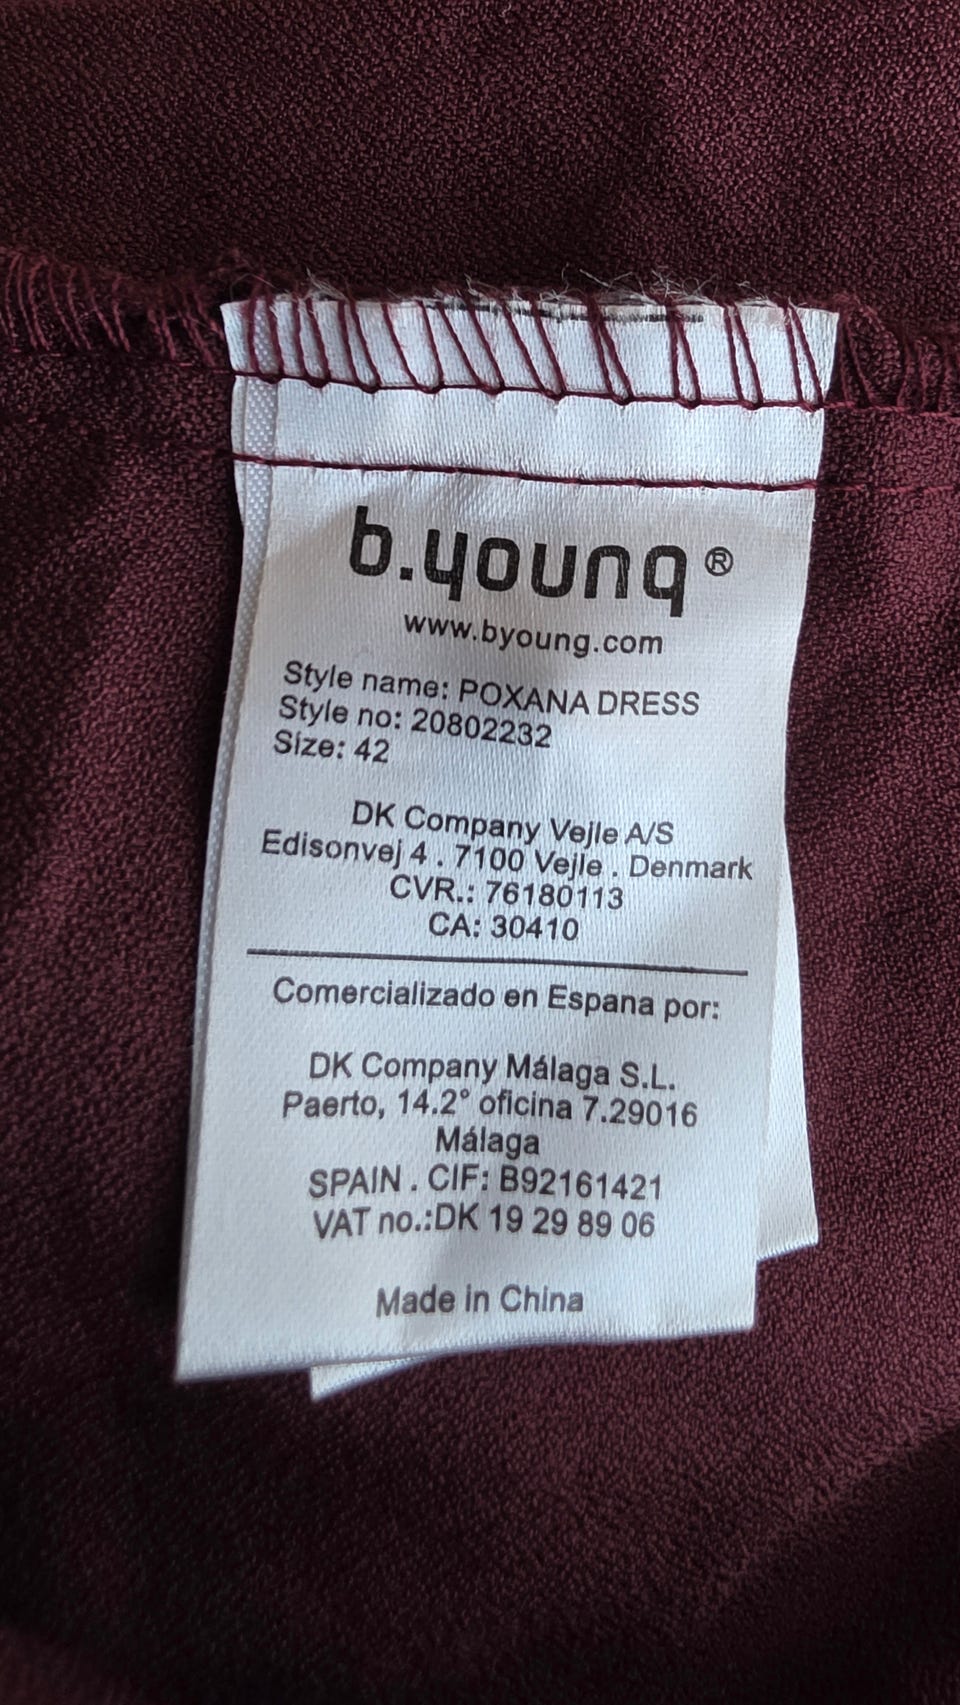 b.young®
www.byoung.com
Style name: POXANA DRESS
Style no: 20802232
Size: 42
DK Company Vejle A/S
Edisonvej 4 . 7100 Vejle . Denmark
CVR.: 76180113
CA: 30410
Comercializado en Espana por:
DK Company Málaga S.L.
Paerto, 14.2° oficina 7.29016
Málaga
SPAIN . CIF: B92161421
VAT no.:DK 19 29 89 06
Made in China